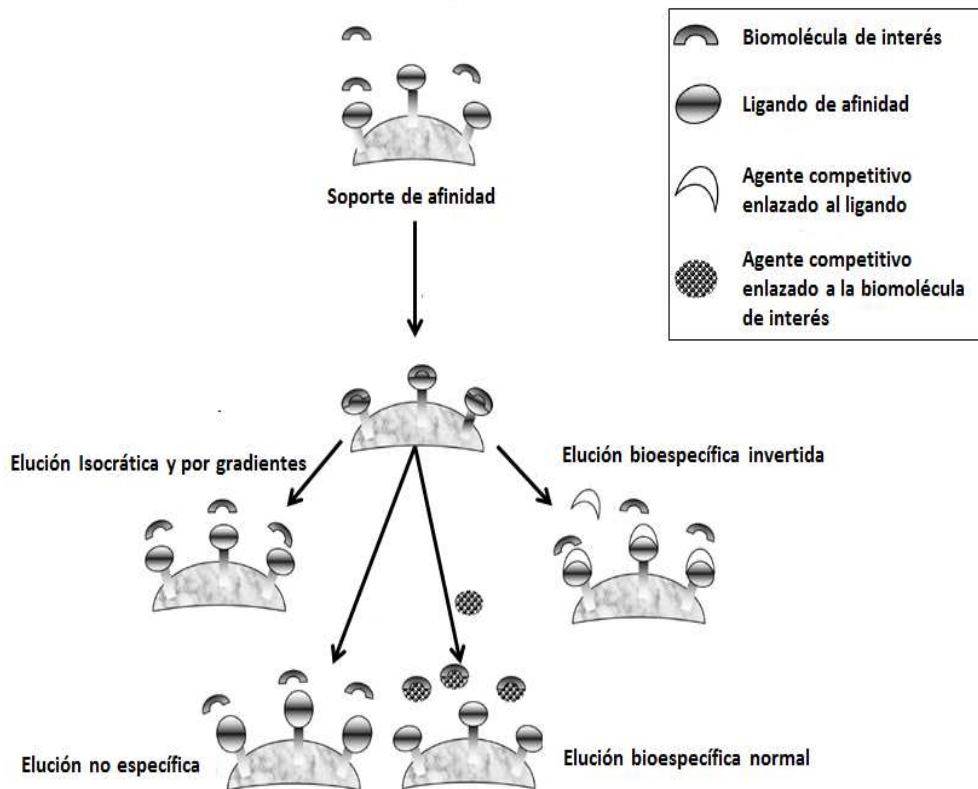 Biomolécula de interés
Ligando de afinidad
Agente competitivo
enlazado al ligando
Agente competitivo
enlazado a la biomolécula
de interés
Soporte de afinidad
Elución Isocrática y por gradientes
Elución bioespecífica invertida
Elución no específica
Elución bioespecífica normal